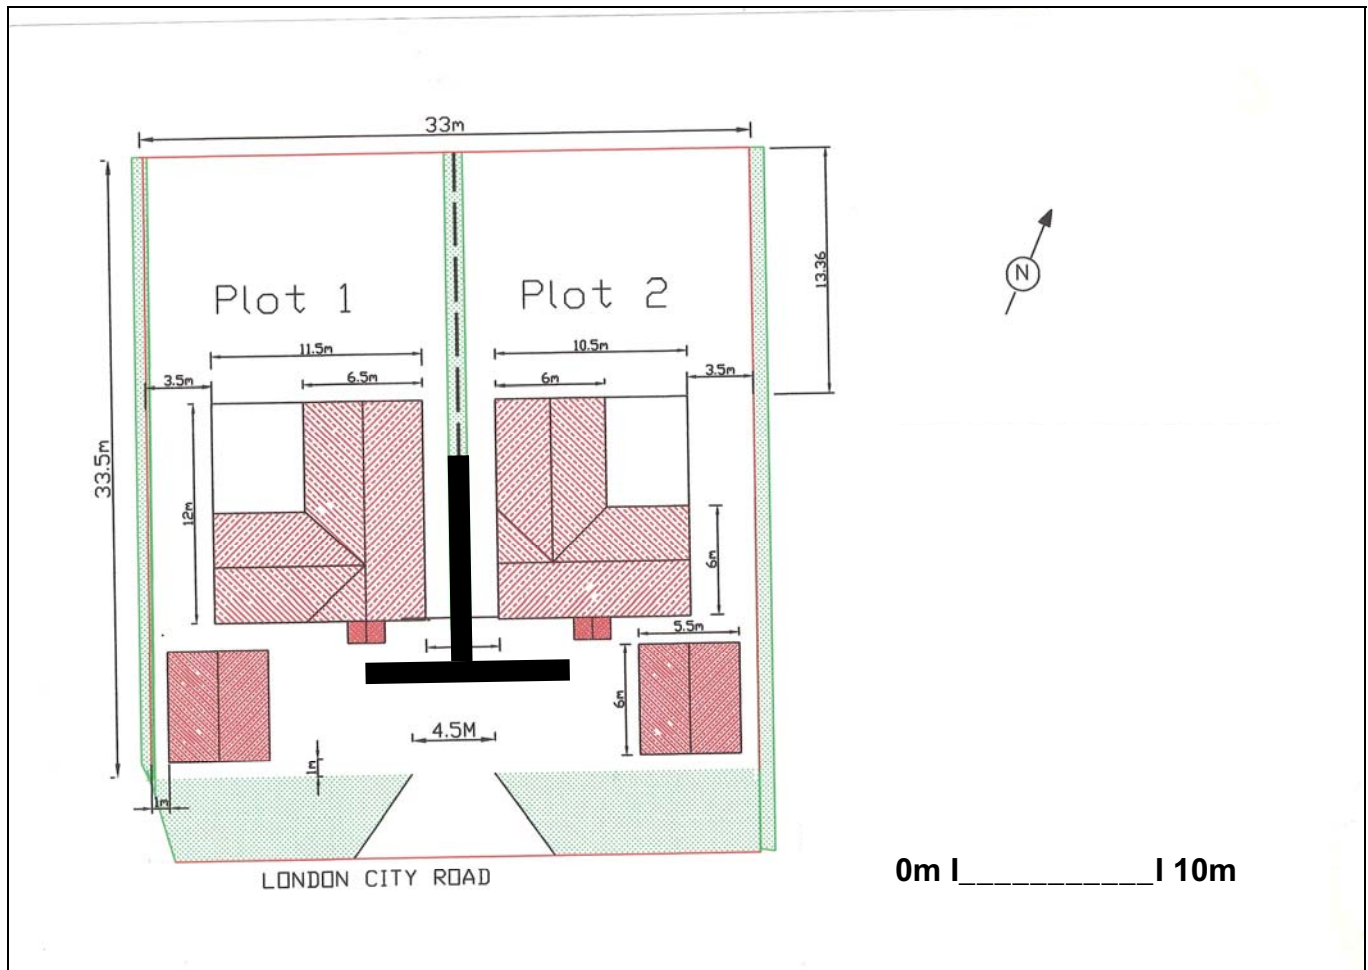 33m
13.36
N
Plot 1
Plot 2
11.5m
10.5m
3.5m
6.5m
6m
3.5m
33.5m
12m
6m
5.5m
6m
4.5M
1m
1m
LONDON CITY ROAD
0m I___________I 10m